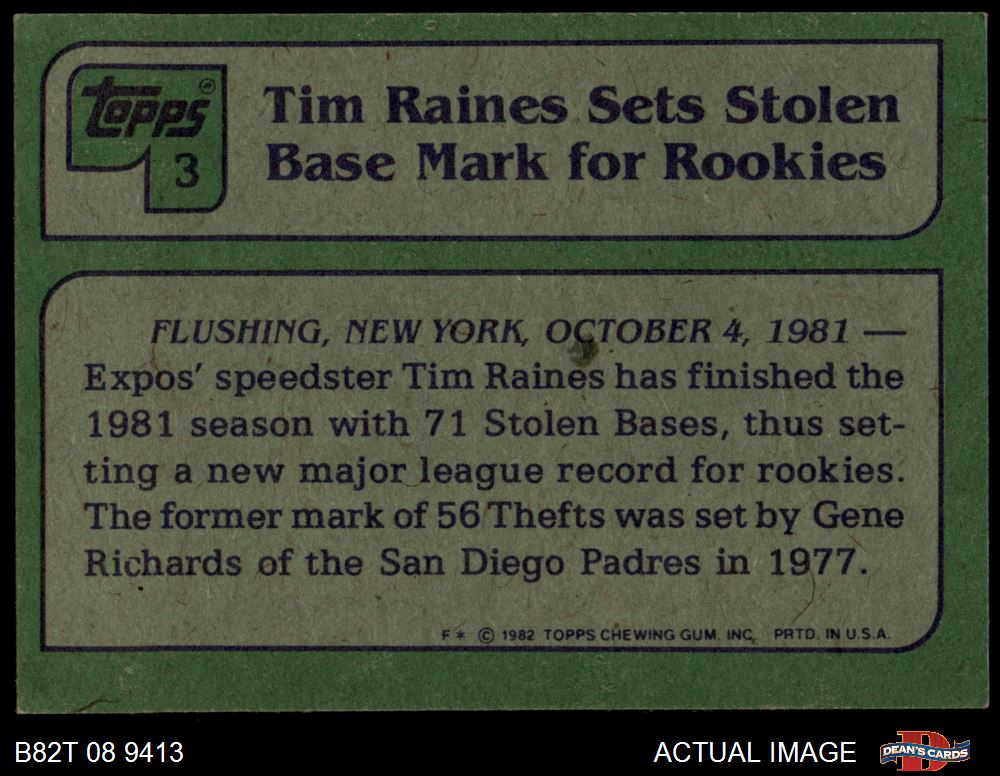 topps®
3
Tim Raines Sets Stolen
Base Mark for Rookies
FLUSHING, NEW YORK, OCTOBER 4, 1981 —
Expos' speedster Tim Raines has finished the
1981 season with 71 Stolen Bases, thus set-
ting a new major league record for rookies.
The former mark of 56 Thefts was set by Gene
Richards of the San Diego Padres in 1977.
F* © 1982 TOPPS CHEWING GUM, INC. PRTD. IN U.S.A.
B82T 08 9413
ACTUAL IMAGE
D
DEAN'S CARDS